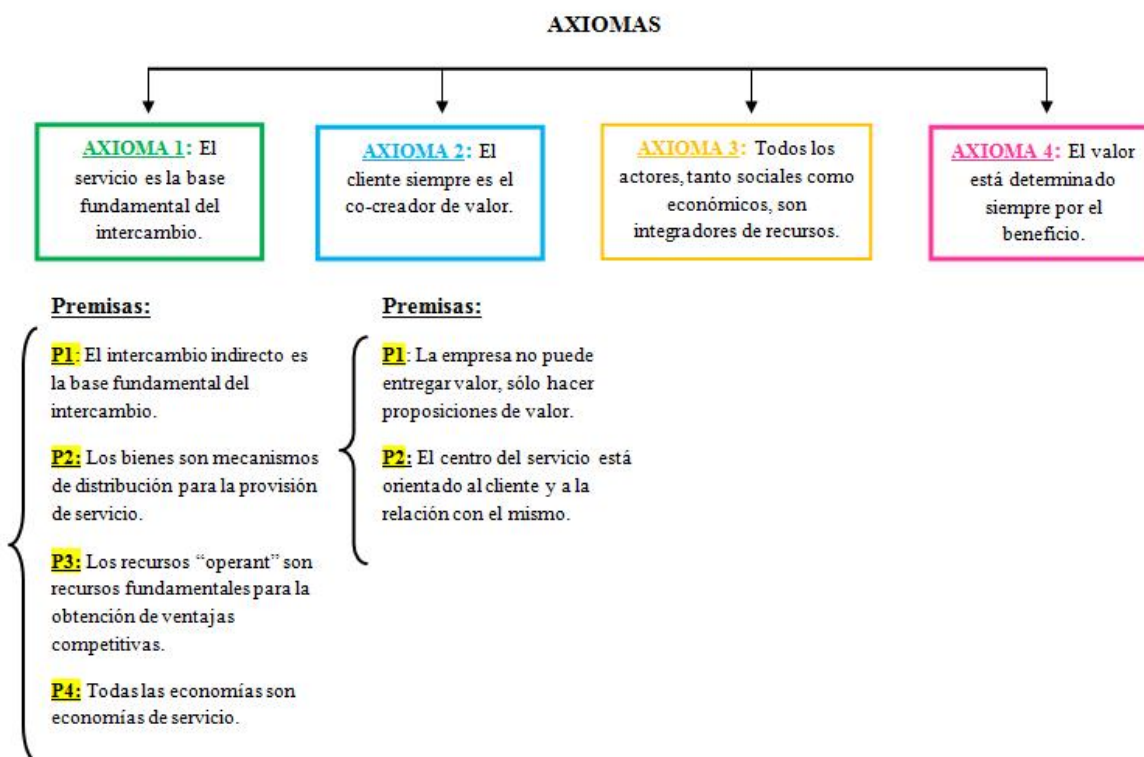 AXIOMAS
AXIOMA 1: El
servicio es la base
fundamental del
intercambio.
AXIOMA 2: El
cliente siempre es el
co-creador de valor.
AXIOMA 3: Todos los
actores, tanto sociales como
económicos, son
integradores de recursos.
AXIOMA 4: El valor
está determinado
siempre por el
beneficio.
Premisas:
P1: El intercambio indirecto es
la base fundamental del
intercambio.
P2: Los bienes son mecanismos
de distribución para la provisión
de servicio.
P3: Los recursos “operant” son
recursos fundamentales para la
obtención de ventajas
competitivas.
P4: Todas las economías son
economías de servicio.
Premisas:
P1: La empresa no puede
entregar valor, sólo hacer
proposiciones de valor.
P2: El centro del servicio está
orientado al cliente y a la
relación con el mismo.